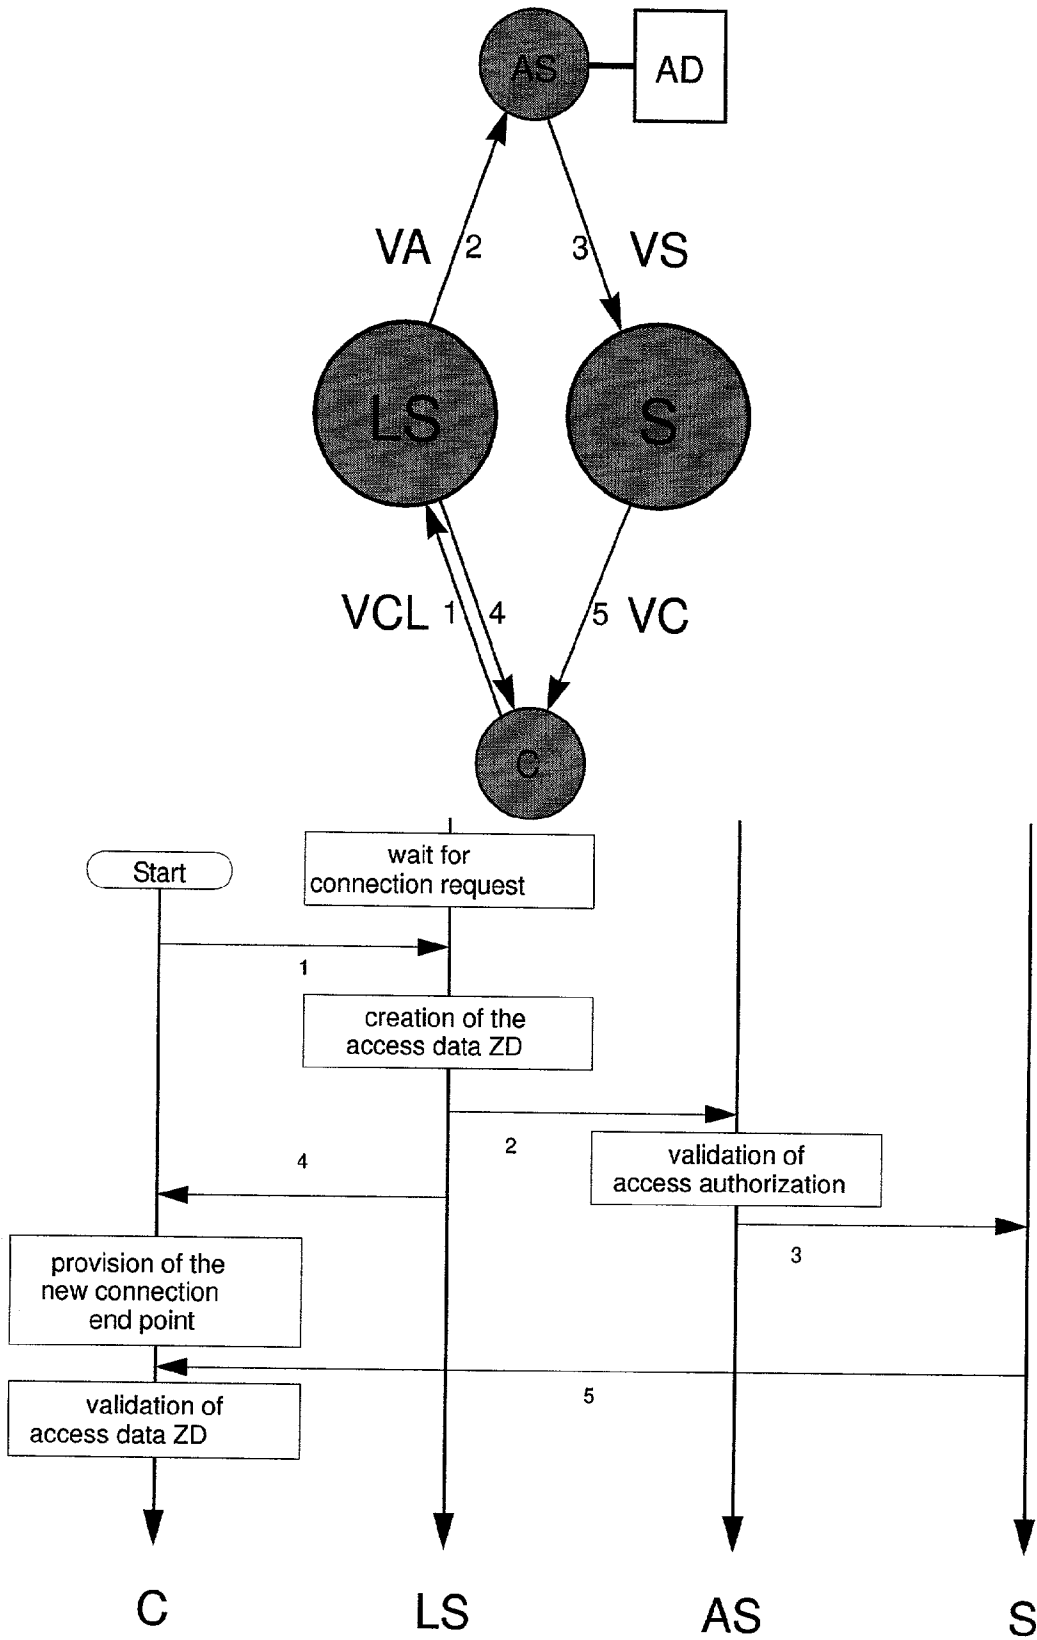 AS
AD
VA
2
3
VS
LS
S
VCL
1
4
5
VC
C
wait for
connection request
Start
1
creation of the
access data ZD
2
validation of
access authorization
4
3
provision of the
new connection
end point
5
validation of
access data ZD
C
LS
AS
S